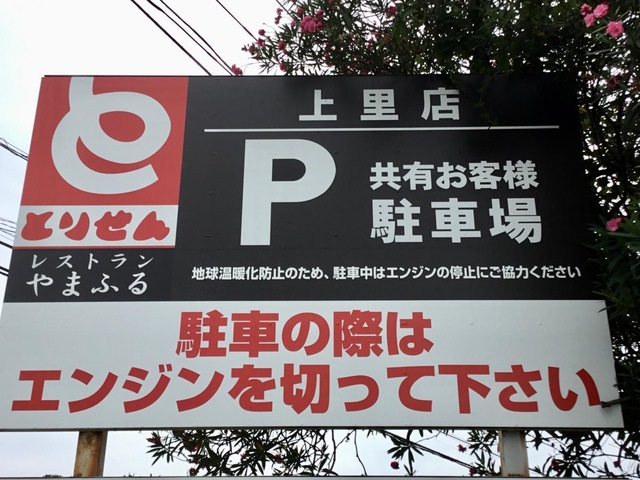 と
とりせん
レストラン
やまふる
上里店
P
共有お客様
駐車場
地球温暖化防止のため、駐車中はエンジンの停止にご協力ください
駐車の際は
エンジンを切って下さい